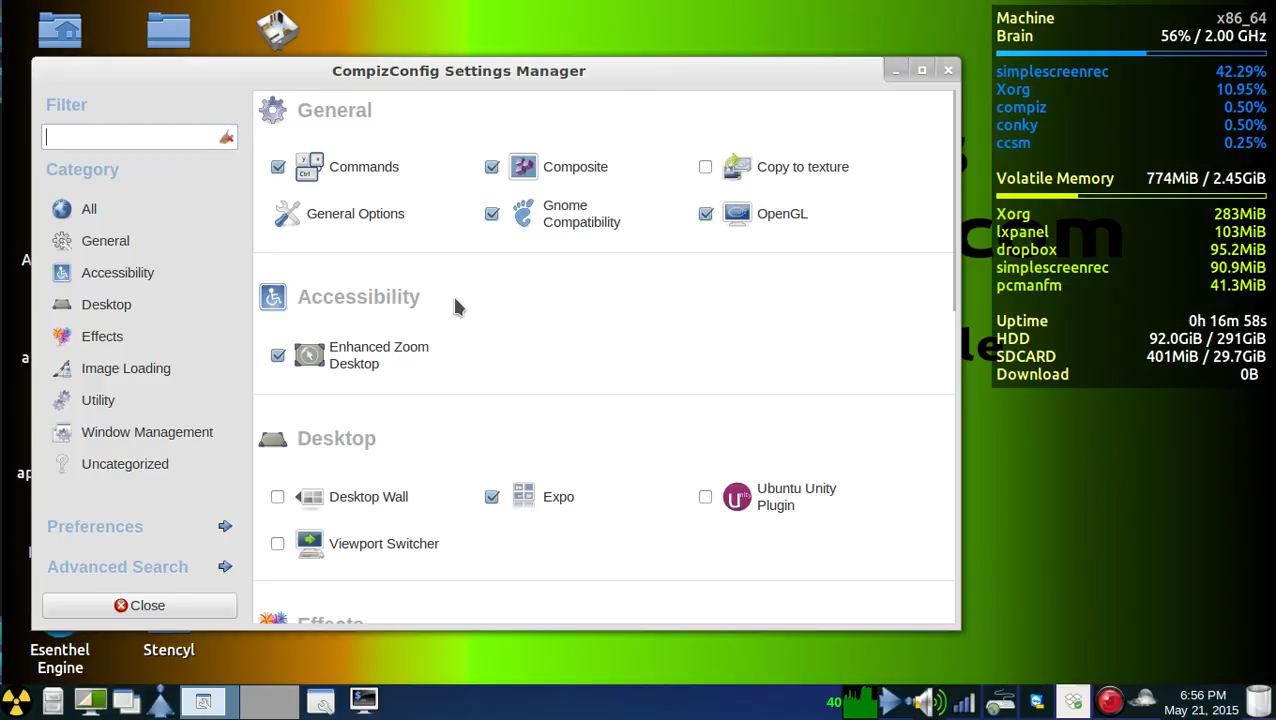 CompizConfig Settings Manager
Filter
Category
All
General
Accessibility
Desktop
Effects
Image Loading
Utility
Window Management
Uncategorized
Preferences
Advanced Search
Close
General
Commands
Composite
Copy to texture
General Options
Gnome
Compatibility
OpenGL
Accessibility
Enhanced Zoom
Desktop
Desktop
Desktop Wall
Expo
Ubuntu Unity
Plugin
Viewport Switcher
Effects
Machine x86_64
Brain 56% / 2.00 GHz
simplescreenrec 42.29%
Xorg 10.95%
compiz 0.50%
conky 0.50%
ccsm 0.25%
Volatile Memory 774MiB / 2.45GiB
Xorg 283MiB
lxpanel 103MiB
dropbox 95.2MiB
simplescreenrec 90.9MiB
pcmanfm 41.3MiB
Uptime 0h 16m 58s
HDD 92.0GiB / 291GiB
SDCARD 401MiB / 29.7GiB
Download 0B
com
Esenthel
Engine
Stencyl
40
6:56 PM
May 21, 2015